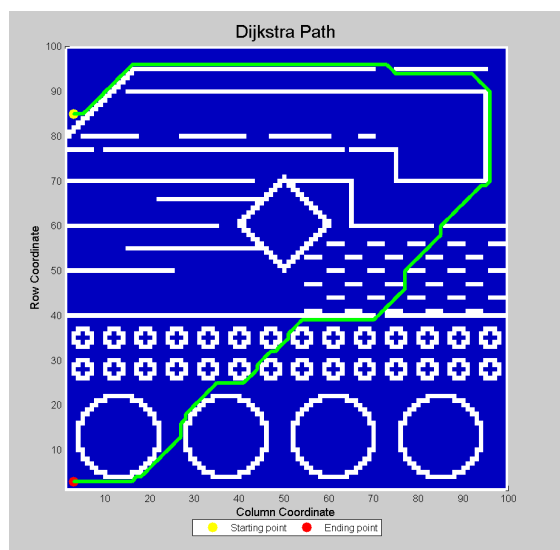 Dijkstra Path
100
90
80
70
60
50
40
30
20
10
Row Coordinate
10 20 30 40 50 60 70 80 90 100
Column Coordinate
Starting point Ending point